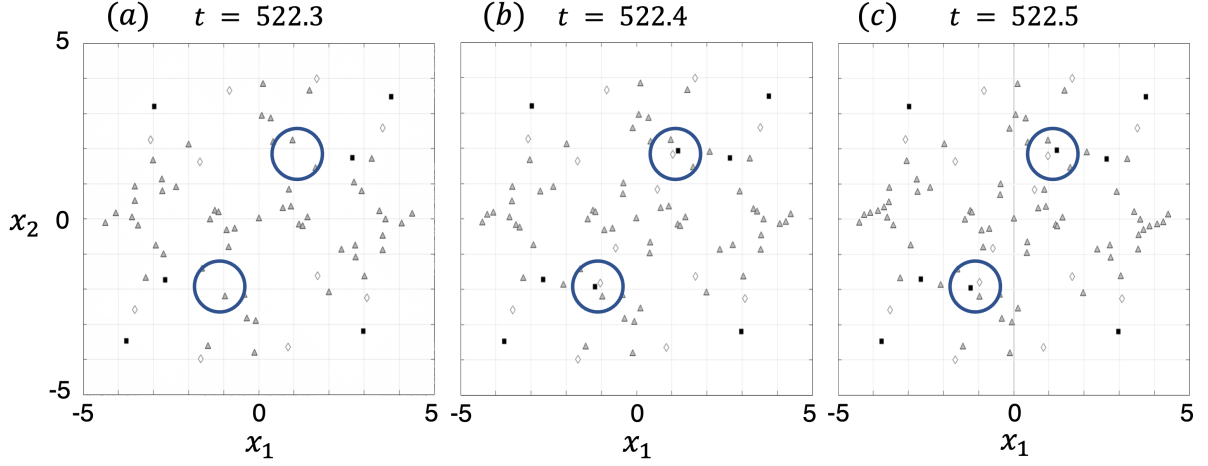 (a) t = 522.3 (b) t = 522.4 (c) t = 522.5
5
x₂ 0
-5
-5 0 5 -5 0 5 -5 0 5
x₁ x₁ x₁